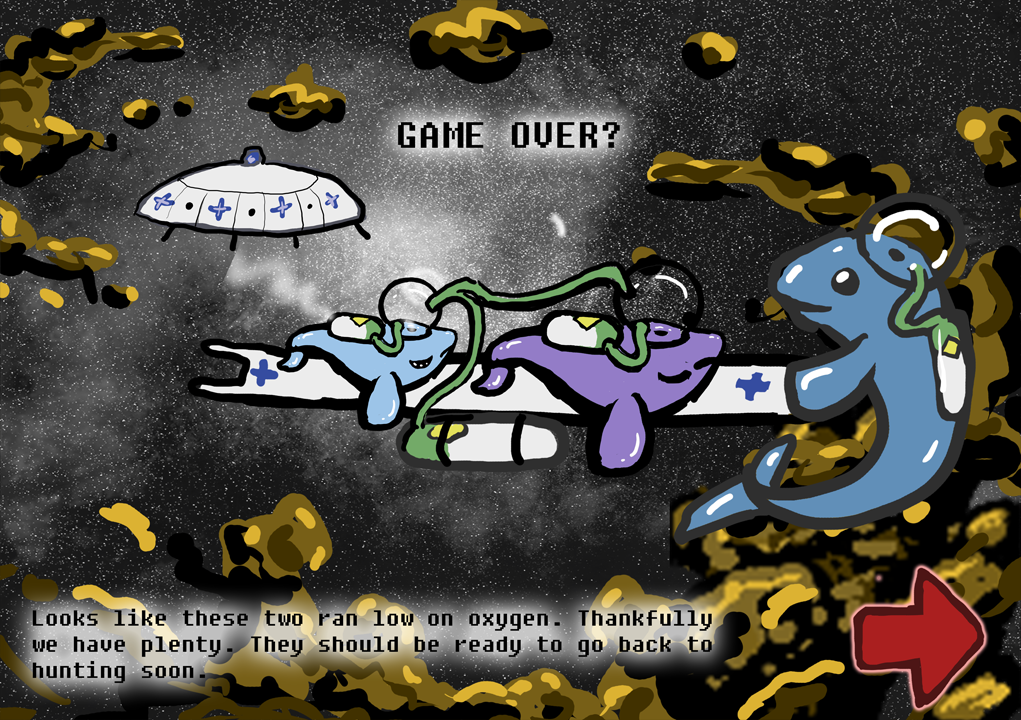 GAME OVER?
Looks like these two ran low on oxygen. Thankfully
we have plenty. They should be ready to go back to
hunting soon.